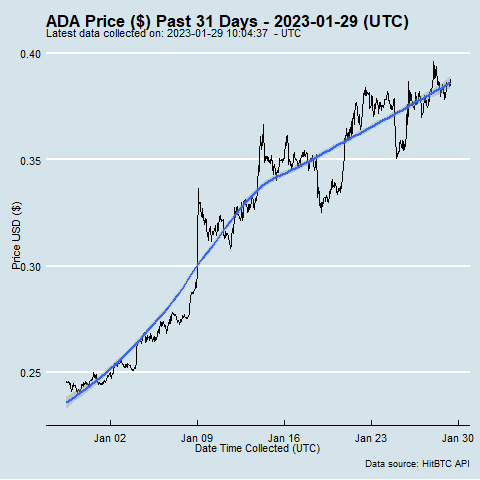 ADA Price ($) Past 31 Days - 2023-01-29 (UTC)
Latest data collected on: 2023-01-29 10:04:37 - UTC
0.40
0.35
0.30
0.25
Price USD ($)
Jan 02
Jan 09
Jan 16
Jan 23
Jan 30
Date Time Collected (UTC)
Data source: HitBTC API